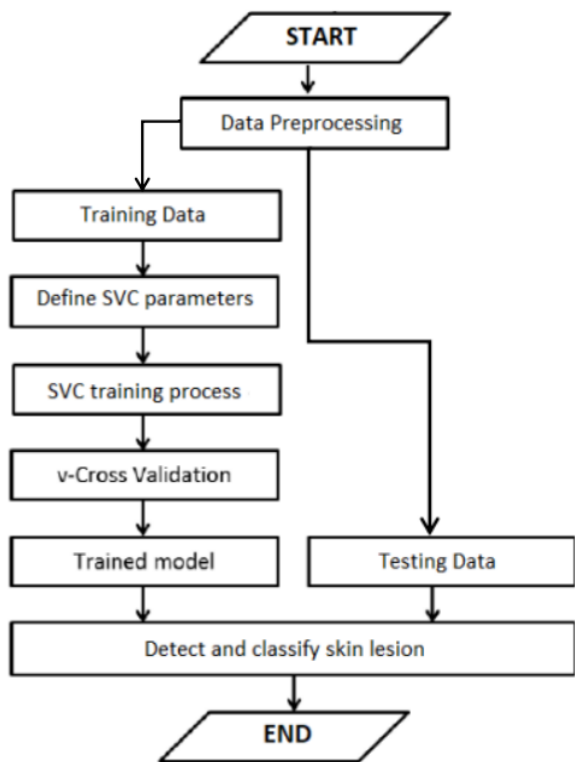 START
Data Preprocessing
Training Data
Define SVC parameters
SVC training process
v-Cross Validation
Trained model
Testing Data
Detect and classify skin lesion
END